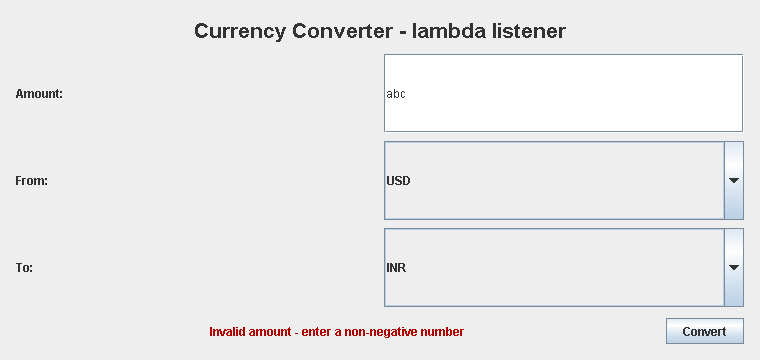 Currency Converter - lambda listener
Amount: abc
From: USD
To: INR
Invalid amount - enter a non-negative number Convert